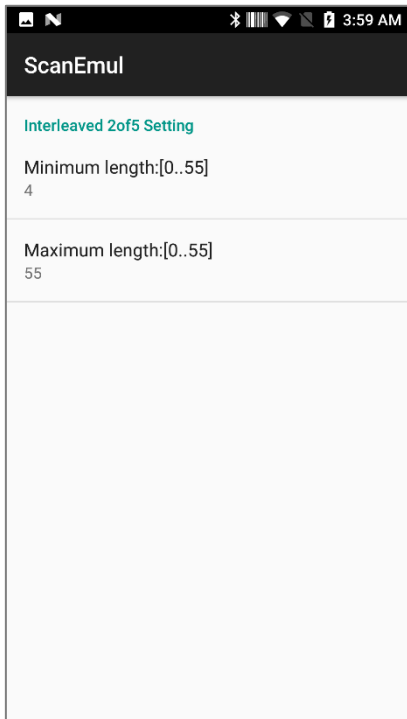 3:59 AM
ScanEmul
Interleaved 2of5 Setting
Minimum length:[0..55]
4
Maximum length:[0..55]
55